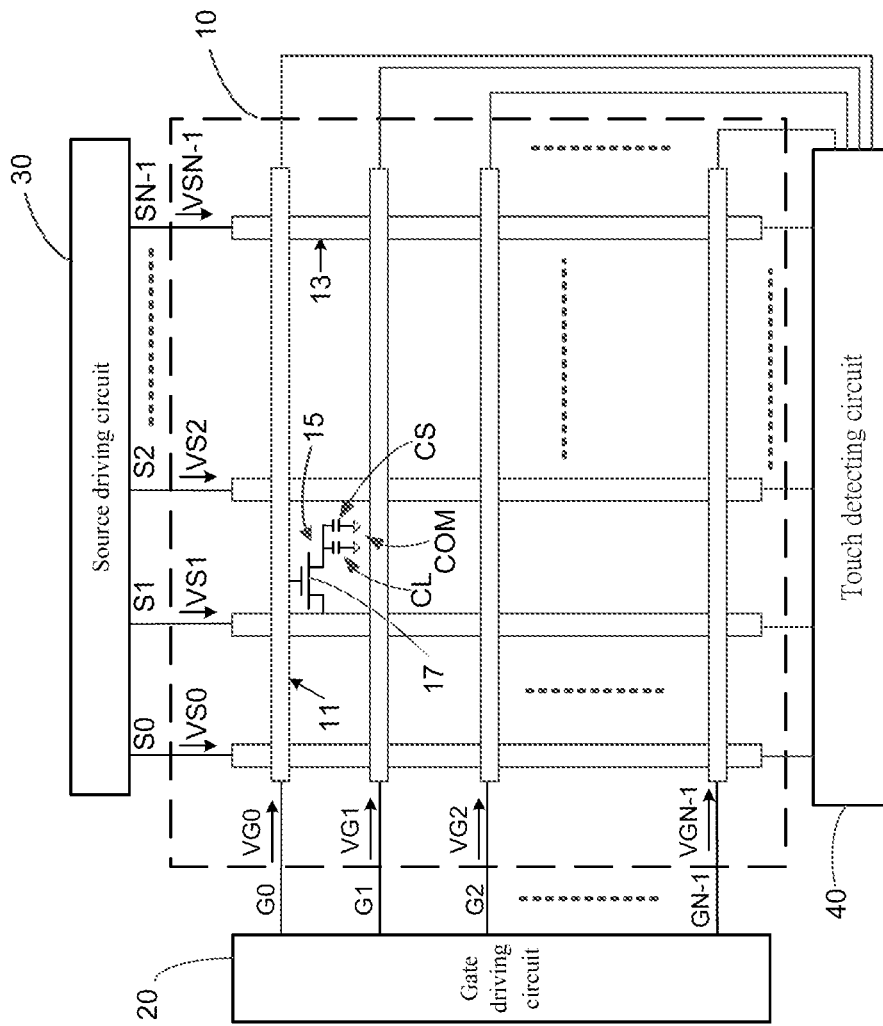 30
Source driving circuit
S0
S1
S2
SN-1
VS0
VS1
VS2
VSN-1
10
20
Gate
driving
circuit
G0
VG0
G1
VG1
G2
VG2
GN-1
VGN-1
11
13
15
17
CL
CS
COM
Touch detecting circuit
40